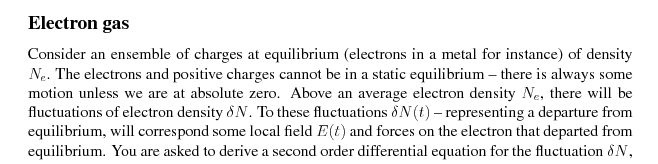 Electron gas
Consider an ensemble of charges at equilibrium (electrons in a metal for instance) of density
$N_e$. The electrons and positive charges cannot be in a static equilibrium – there is always some
motion unless we are at absolute zero. Above an average electron density $N_e$, there will be
fluctuations of electron density $\delta N$. To these fluctuations $\delta N(t)$ – representing a departure from
equilibrium, will correspond some local field $E(t)$ and forces on the electron that departed from
equilibrium. You are asked to derive a second order differential equation for the fluctuation $\delta N$,